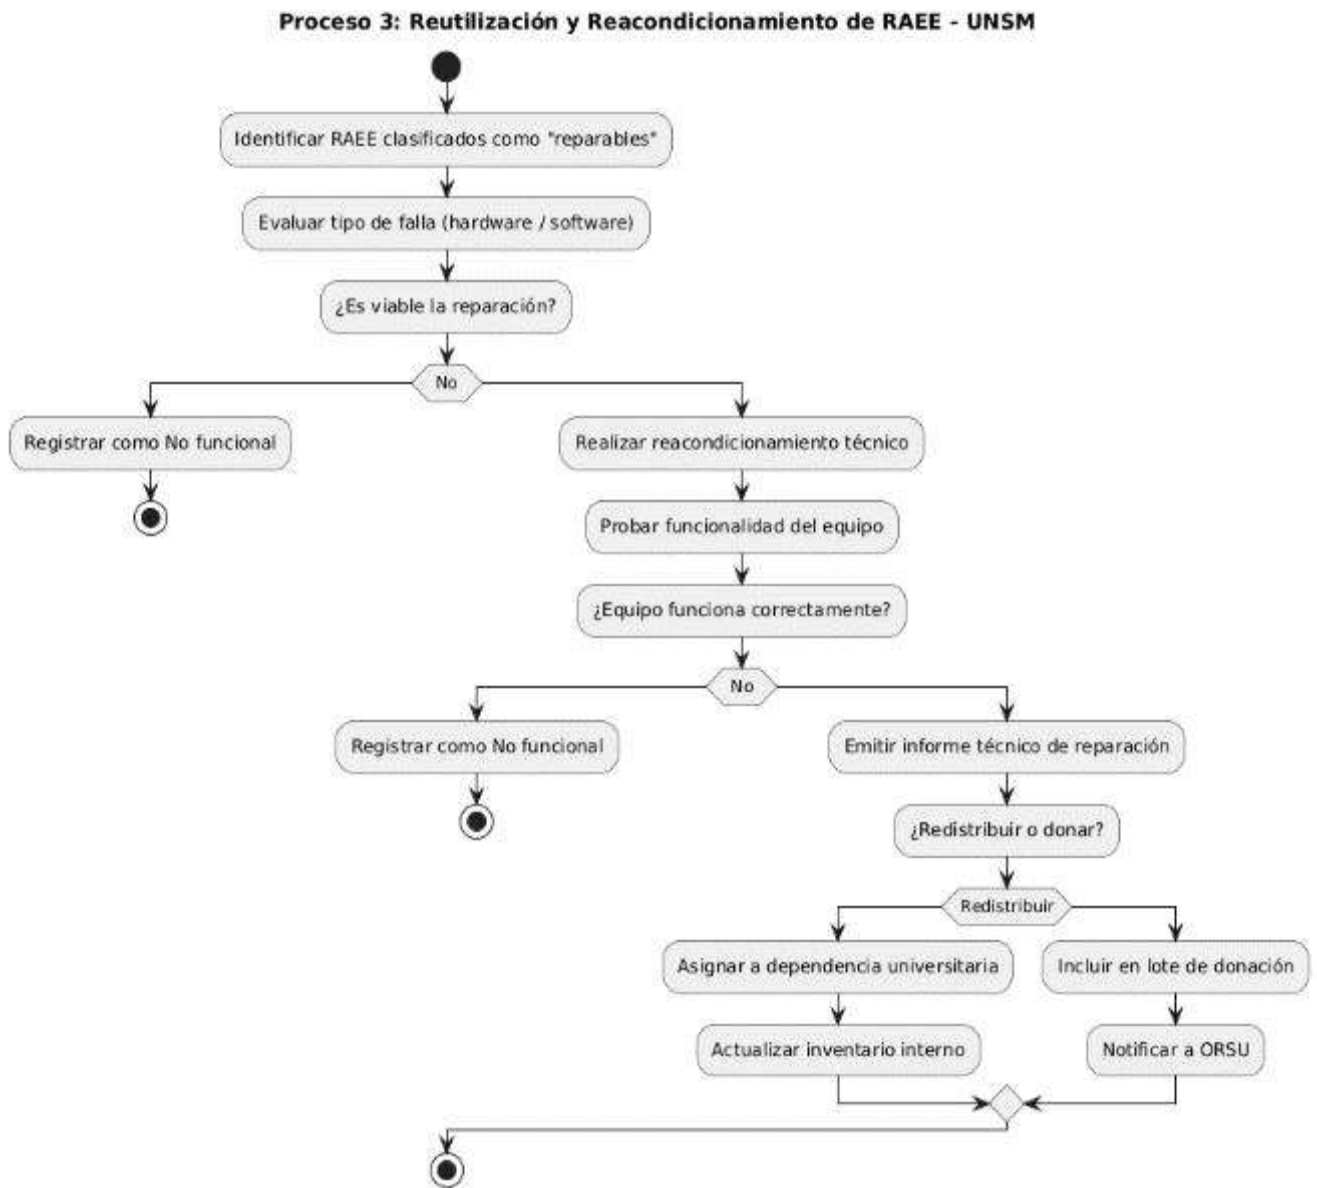 Proceso 3: Reutilización y Reacondicionamiento de RAEE - UNSM
Identificar RAEE clasificados como "reparables"
Evaluar tipo de falla (hardware / software)
¿Es viable la reparación?
No
Registrar como No funcional
Realizar reacondicionamiento técnico
Probar funcionalidad del equipo
¿Equipo funciona correctamente?
No
Registrar como No funcional
Emitir informe técnico de reparación
¿Redistribuir o donar?
Redistribuir
Asignar a dependencia universitaria
Incluir en lote de donación
Actualizar inventario interno
Notificar a ORSU